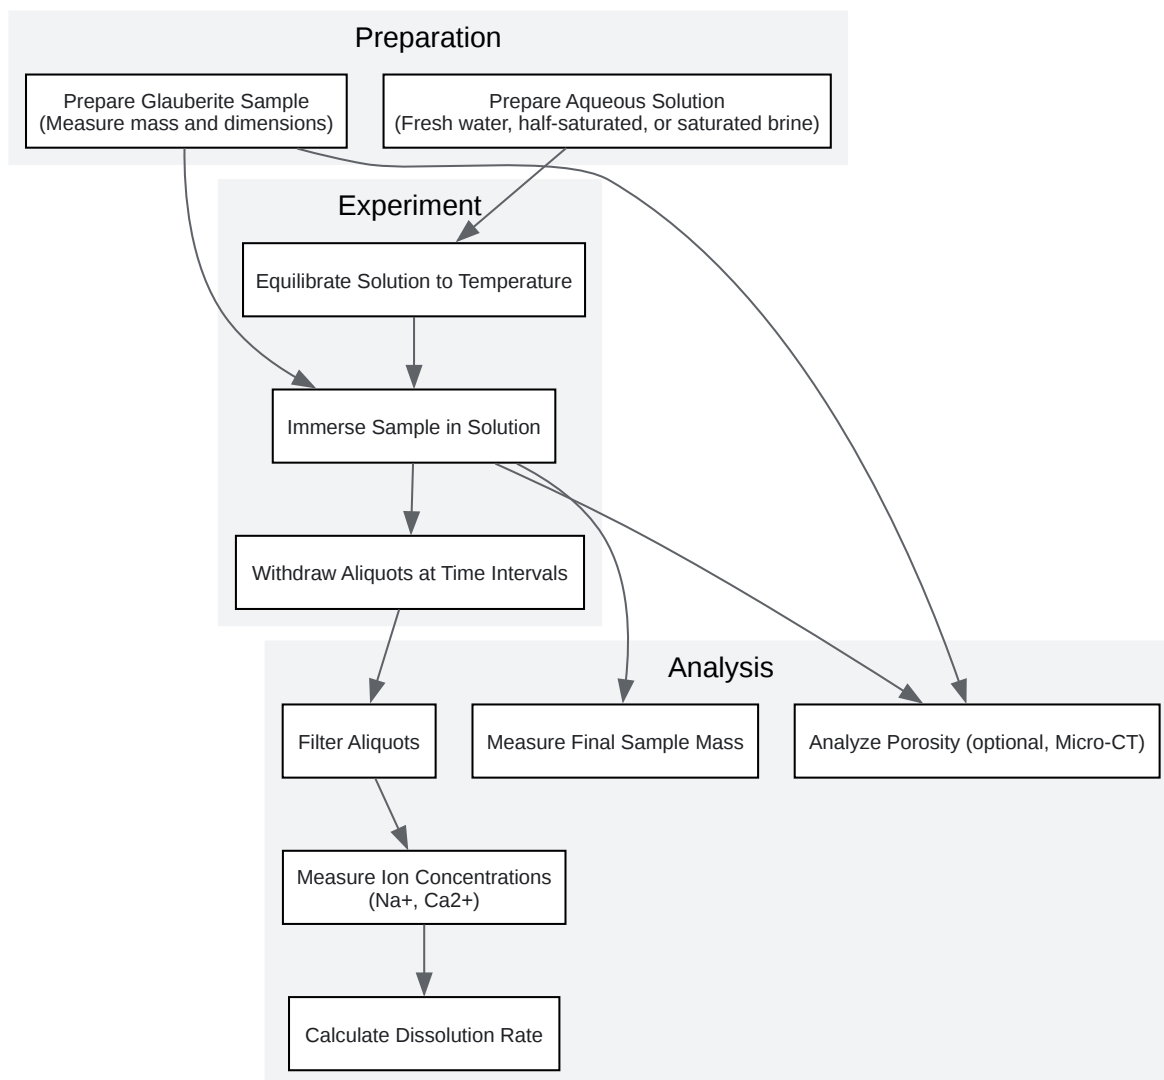 Preparation
Prepare Glauberite Sample
(Measure mass and dimensions)
Prepare Aqueous Solution
(Fresh water, half-saturated, or saturated brine)
Experiment
Equilibrate Solution to Temperature
Immerse Sample in Solution
Withdraw Aliquots at Time Intervals
Analysis
Filter Aliquots
Measure Final Sample Mass
Analyze Porosity (optional, Micro-CT)
Measure Ion Concentrations
(Na+, Ca2+)
Calculate Dissolution Rate